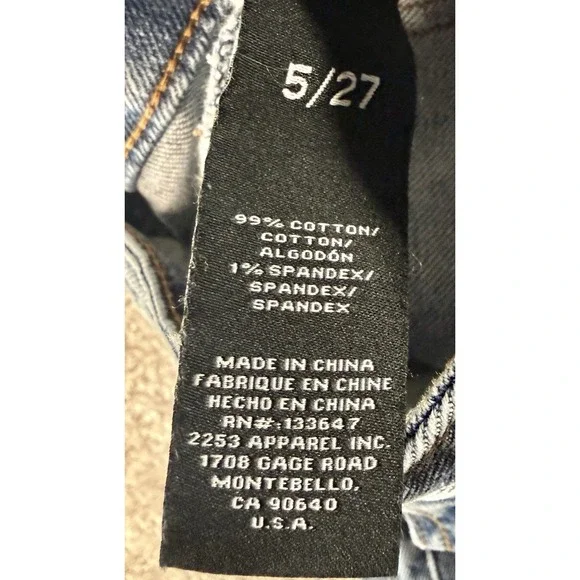 5/27
99% COTTON/
COTTON/
ALGODÓN
1% SPANDEX/
SPANDEX/
SPANDEX
MADE IN CHINA
FABRIQUE EN CHINE
HECHO EN CHINA
RN#:133647
2253 APPAREL INC.
1708 GAGE ROAD
MONTEBELLO,
CA 90640
U.S.A.